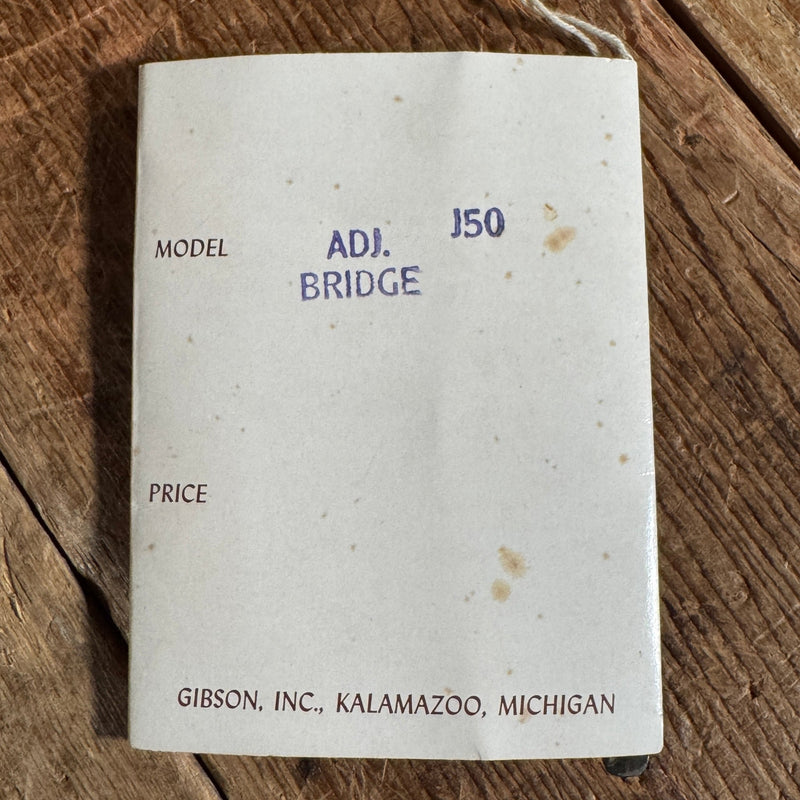 J50
MODEL ADJ.
BRIDGE
PRICE
GIBSON, INC., KALAMAZOO, MICHIGAN